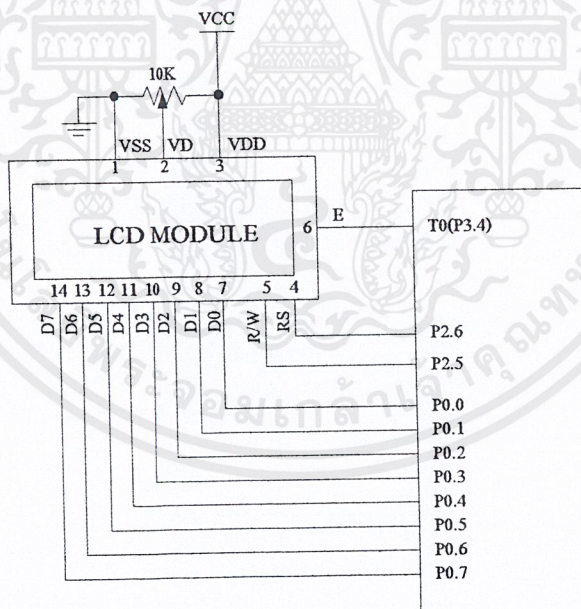 VCC
10K
VSS VD VDD
1 2 3
LCD MODULE
6 E T0(P3.4)
14 13 12 11 10 9 8 7 5 4
D7 D6 D5 D4 D3 D2 D1 D0 R/W RS
P2.6
P2.5
P0.0
P0.1
P0.2
P0.3
P0.4
P0.5
P0.6
P0.7